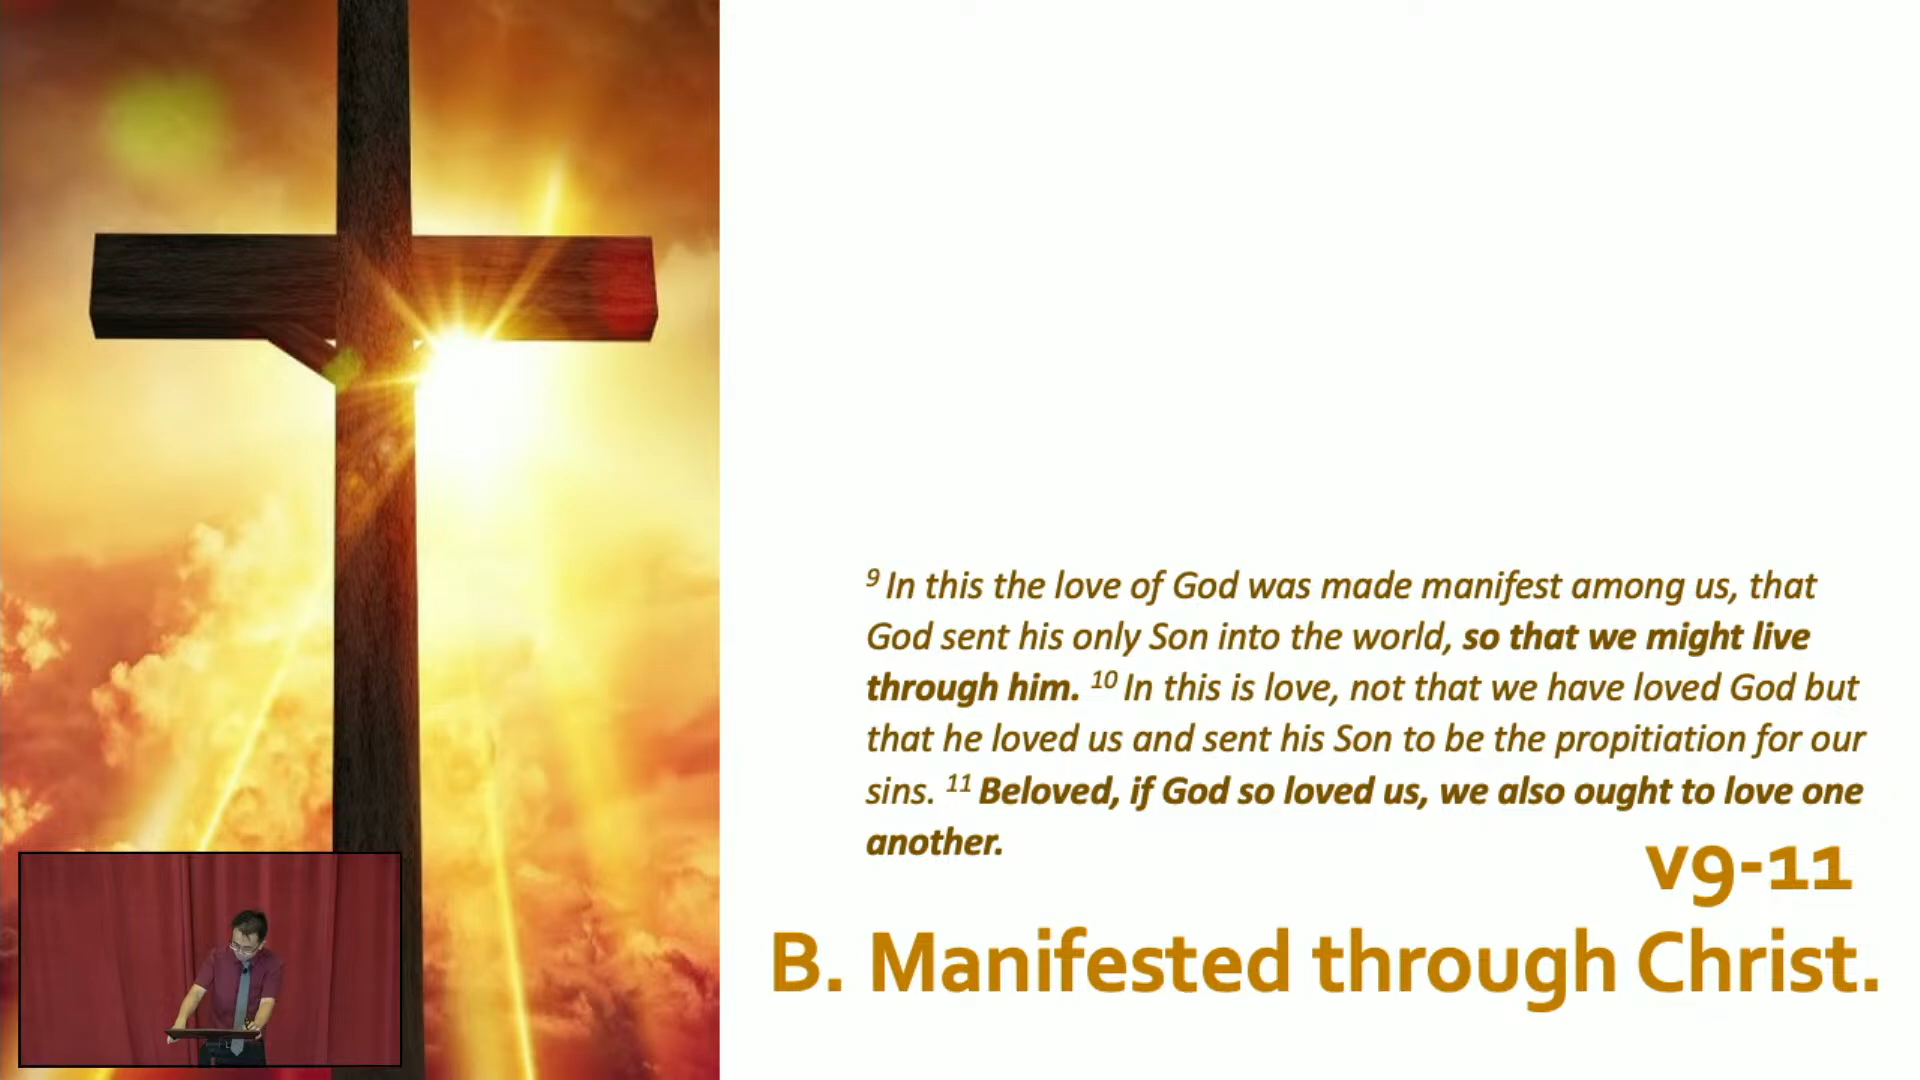 9 In this the love of God was made manifest among us, that
God sent his only Son into the world, so that we might live
through him. 10 In this is love, not that we have loved God but
that he loved us and sent his Son to be the propitiation for our
sins. 11 Beloved, if God so loved us, we also ought to love one
another.
v9-11
B. Manifested through Christ.